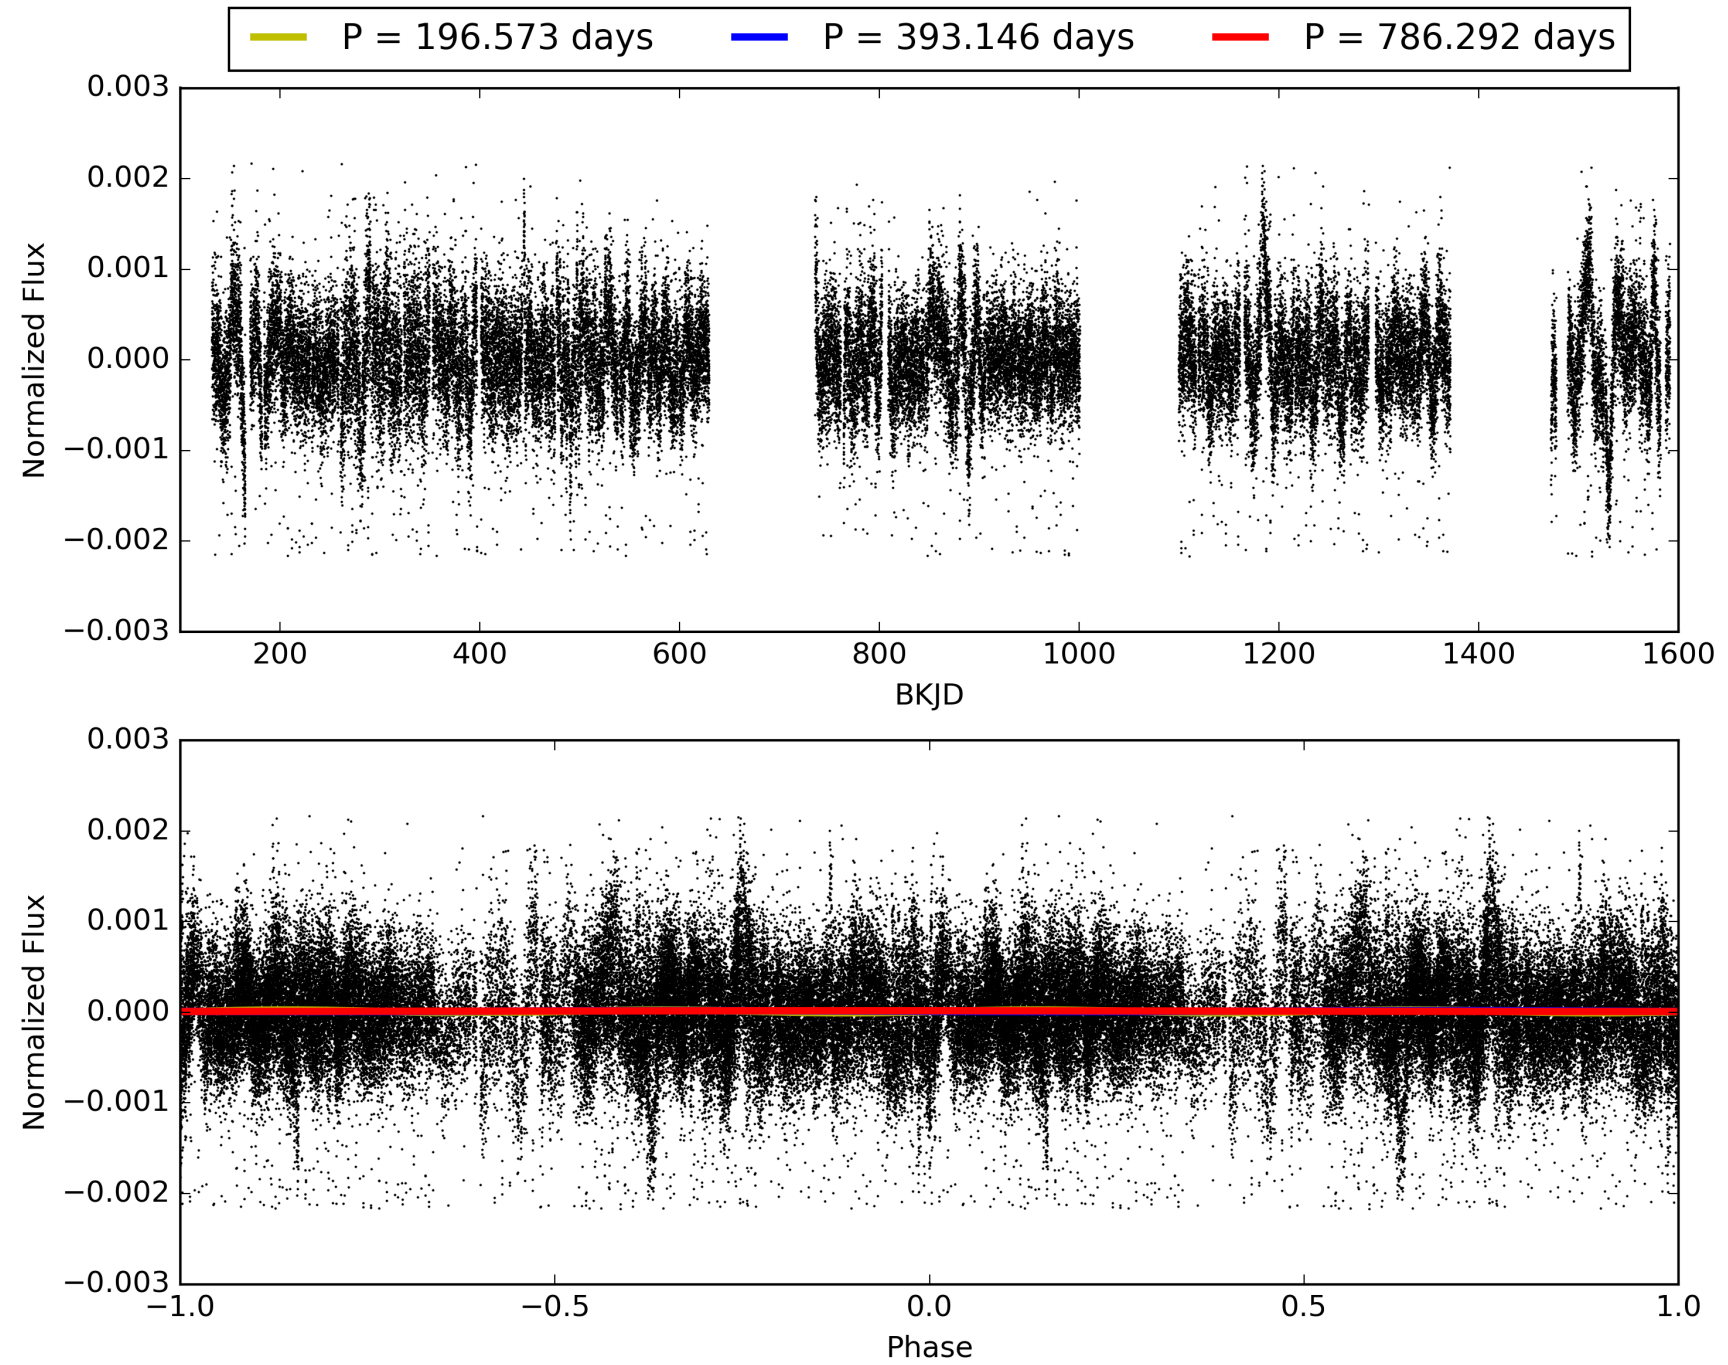 P = 196.573 days P = 393.146 days P = 786.292 days
0.003
0.002
0.001
0.000
−0.001
−0.002
−0.003
Normalized Flux
200 400 600 800 1000 1200 1400 1600
BKJD
0.003
0.002
0.001
0.000
−0.001
−0.002
−0.003
Normalized Flux
−1.0 −0.5 0.0 0.5 1.0
Phase